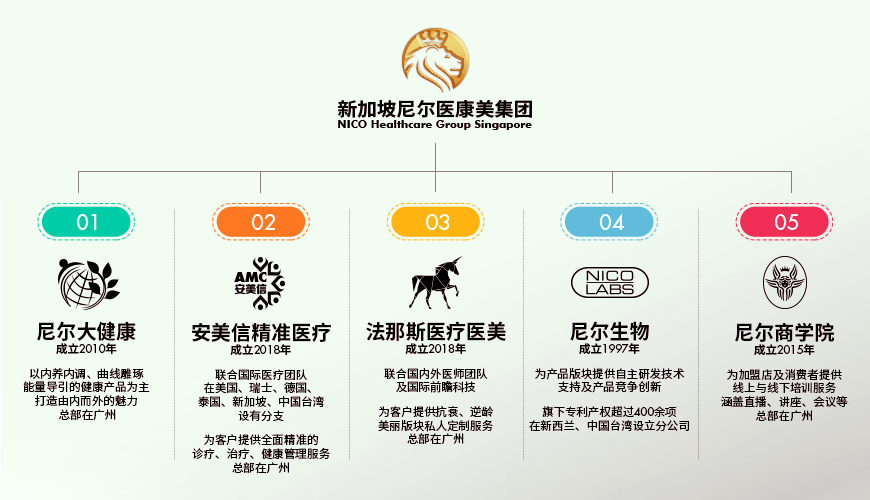 新加坡尼尔医康美集团
NICO Healthcare Group Singapore
01
尼尔大健康
成立2010年
以内养内调、曲线雕琢
能量导引的健康产品为主
打造由内而外的魅力
总部在广州
02
AMC
安美信
安美信精准医疗
成立2018年
联合国际医疗团队
在美国、瑞士、德国、
泰国、新加坡、中国台湾
设有分支
为客户提供全面精准的
诊疗、治疗、健康管理服务
总部在广州
03
法那斯医疗医美
成立2018年
联合国内外医师团队
及国际前瞻科技
为客户提供抗衰、逆龄
美丽版块私人定制服务
总部在广州
04
NICO
LABS
尼尔生物
成立1997年
为产品版块提供自主研发技术
支持及产品竞争创新
旗下专利产权超过400余项
在新西兰、中国台湾设立分公司
05
尼尔商学院
成立2015年
为加盟店及消费者提供
线上与线下培训服务
涵盖直播、讲座、会议等
总部在广州